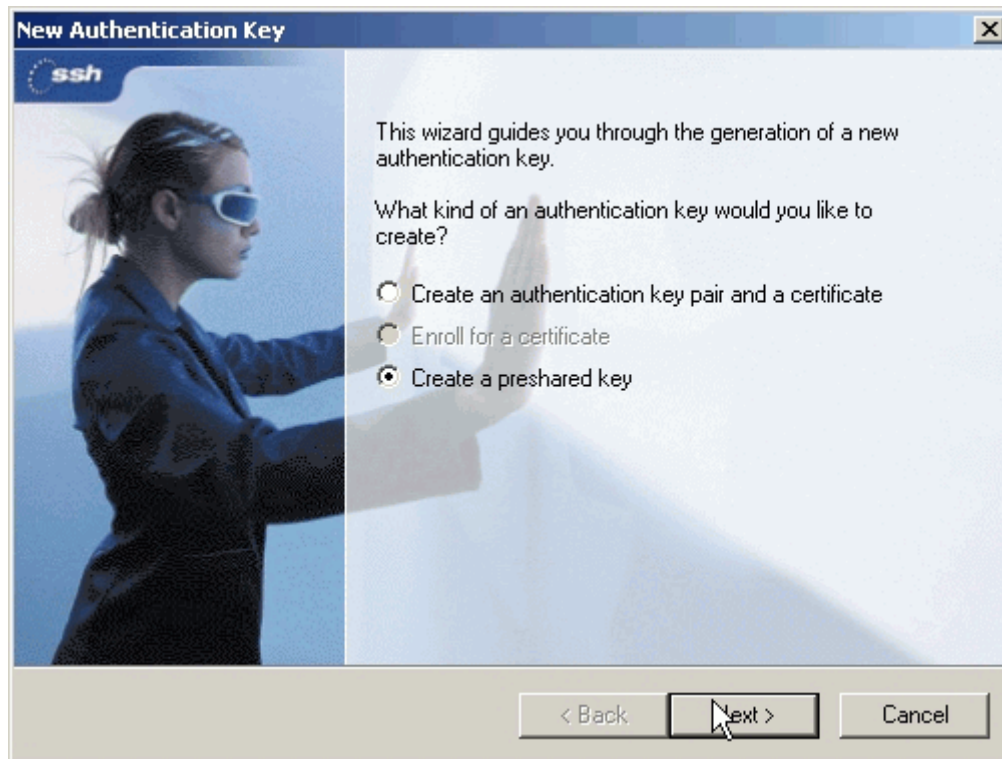 New Authentication Key
ssh
This wizard guides you through the generation of a new
authentication key.
What kind of an authentication key would you like to
create?
Create an authentication key pair and a certificate
Enroll for a certificate
Create a preshared key
< Back
Next >
Cancel